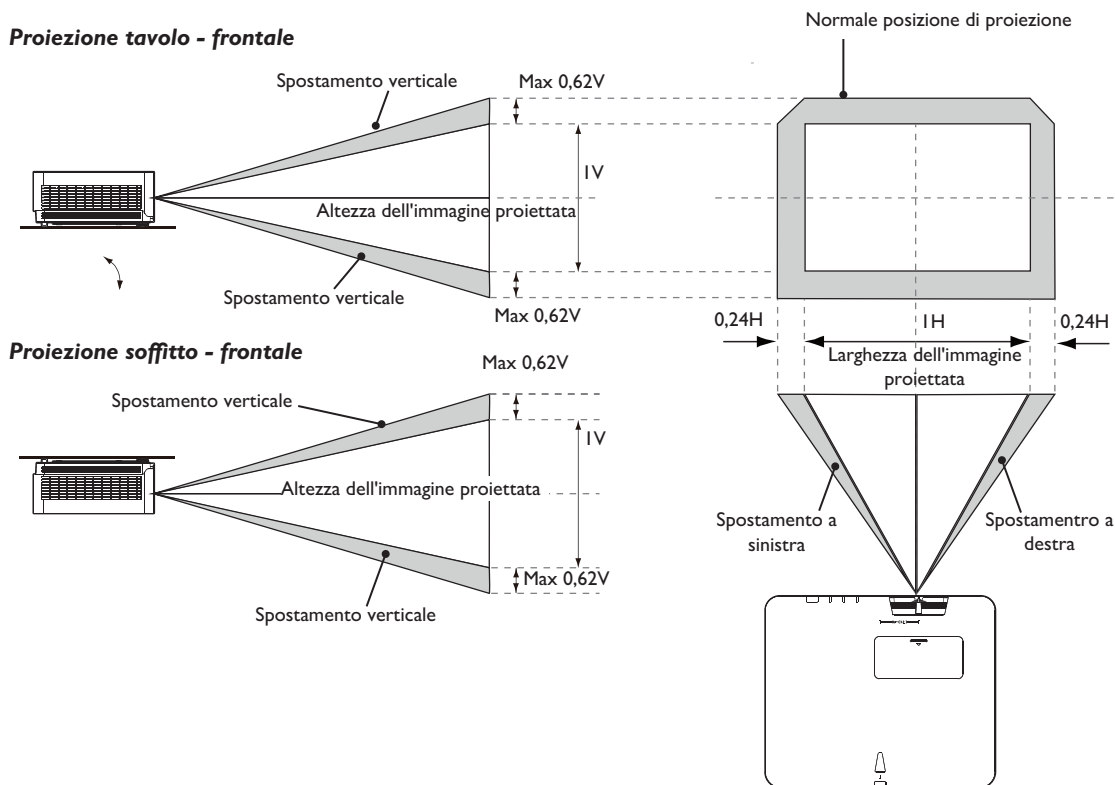 Normale posizione di proiezione
Proiezione tavolo - frontale
Spostamento verticale
Max 0,62V
1V
Altezza dell'immagine proiettata
Spostamento verticale
Max 0,62V
0,24H
1H
0,24H
Larghezza dell'immagine
proiettata
Proiezione soffitto - frontale
Max 0,62V
Spostamento verticale
1V
Altezza dell'immagine proiettata
Max 0,62V
Spostamento verticale
Spostamento a
sinistra
Spostamentro a
destra